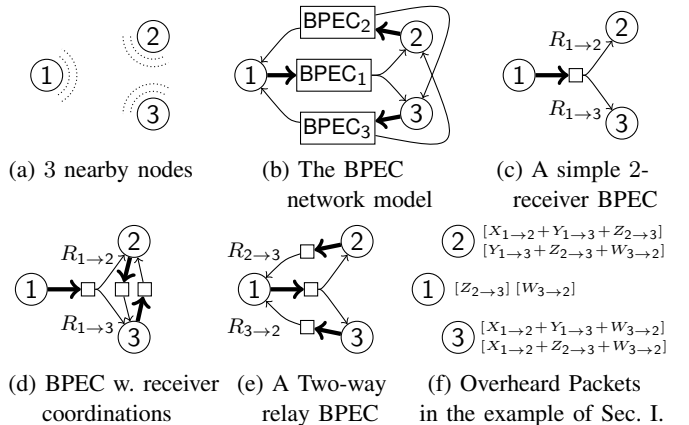 1 2 3
(a) 3 nearby nodes
BPEC₂
1 BPEC₁ 2
BPEC₃ 3
(b) The BPEC
network model
1 R₁→₂ 2
R₁→₃ 3
(c) A simple 2-
receiver BPEC
1 R₁→₂ 2
R₁→₃ 3
(d) BPEC w. receiver
coordinations
R₂→₃ 2
1
R₃→₂ 3
(e) A Two-way
relay BPEC
2 [X₁→₂+Y₁→₃+Z₂→₃]
[Y₁→₃+Z₂→₃+W₃→₂]
1 [Z₂→₃] [W₃→₂]
3 [X₁→₂+Y₁→₃+W₃→₂]
[X₁→₂+Z₂→₃+W₃→₂]
(f) Overheard Packets
in the example of Sec. I.